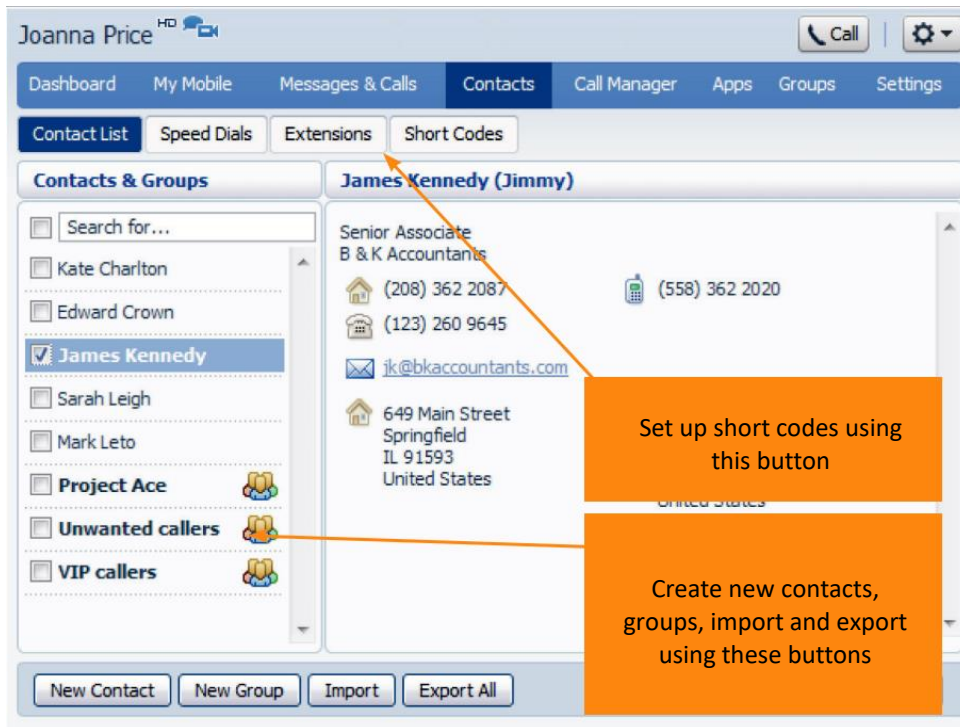 Joanna Price HD
Call
Dashboard My Mobile Messages & Calls Contacts Call Manager Apps Groups Settings
Contact List Speed Dials Extensions Short Codes
Contacts & Groups
James Kennedy (Jimmy)
Search for...
Kate Charlton
Edward Crown
James Kennedy
Sarah Leigh
Mark Leto
Project Ace
Unwanted callers
VIP callers
Senior Associate
B & K Accountants
(208) 362 2087
(558) 362 2020
(123) 260 9645
jk@bkaccountants.com
649 Main Street
Springfield
IL 91593
United States
Set up short codes using
this button
United States
Create new contacts,
groups, import and export
using these buttons
New Contact New Group Import Export All